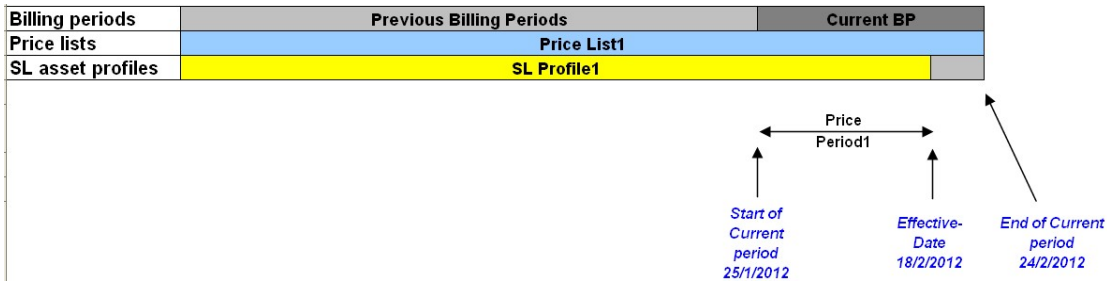 Billing periods Previous Billing Periods Current BP
Price lists Price List1
SL asset profiles SL Profile1
Price
Period1
Start of
Current
period
25/1/2012
Effective-
Date
18/2/2012
End of Current
period
24/2/2012